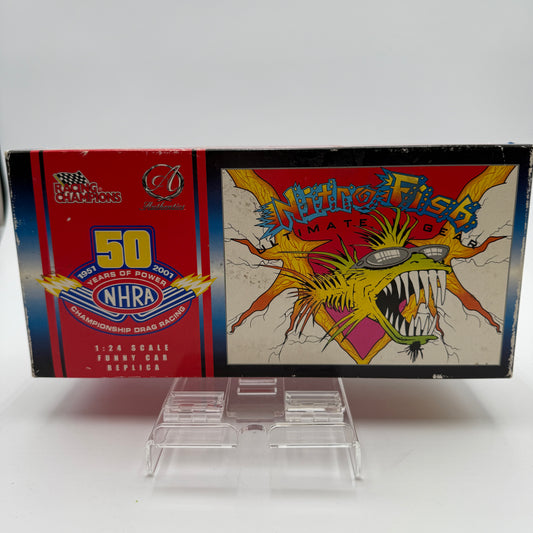 RACING CHAMPIONS
A
Authentics
50
1951 YEARS OF POWER 2001
NHRA
CHAMPIONSHIP DRAG RACING
1:24 SCALE
FUNNY CAR
REPLICA
Nitro Fish
ULTIMATE GEAR